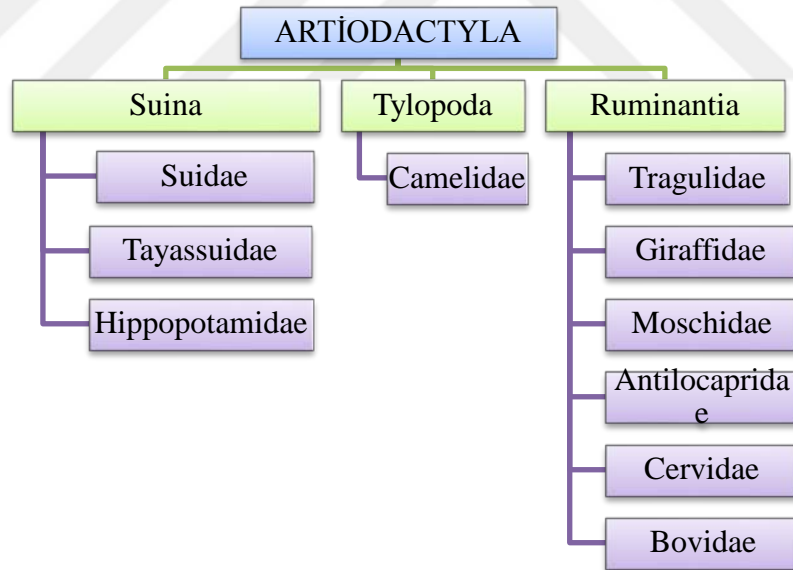 ARTİODACTYLA
Suina
Suidae
Tayassuidae
Hippopotamidae
Tylopoda
Camelidae
Ruminantia
Tragulidae
Giraffidae
Moschidae
Antilocaprida
e
Cervidae
Bovidae